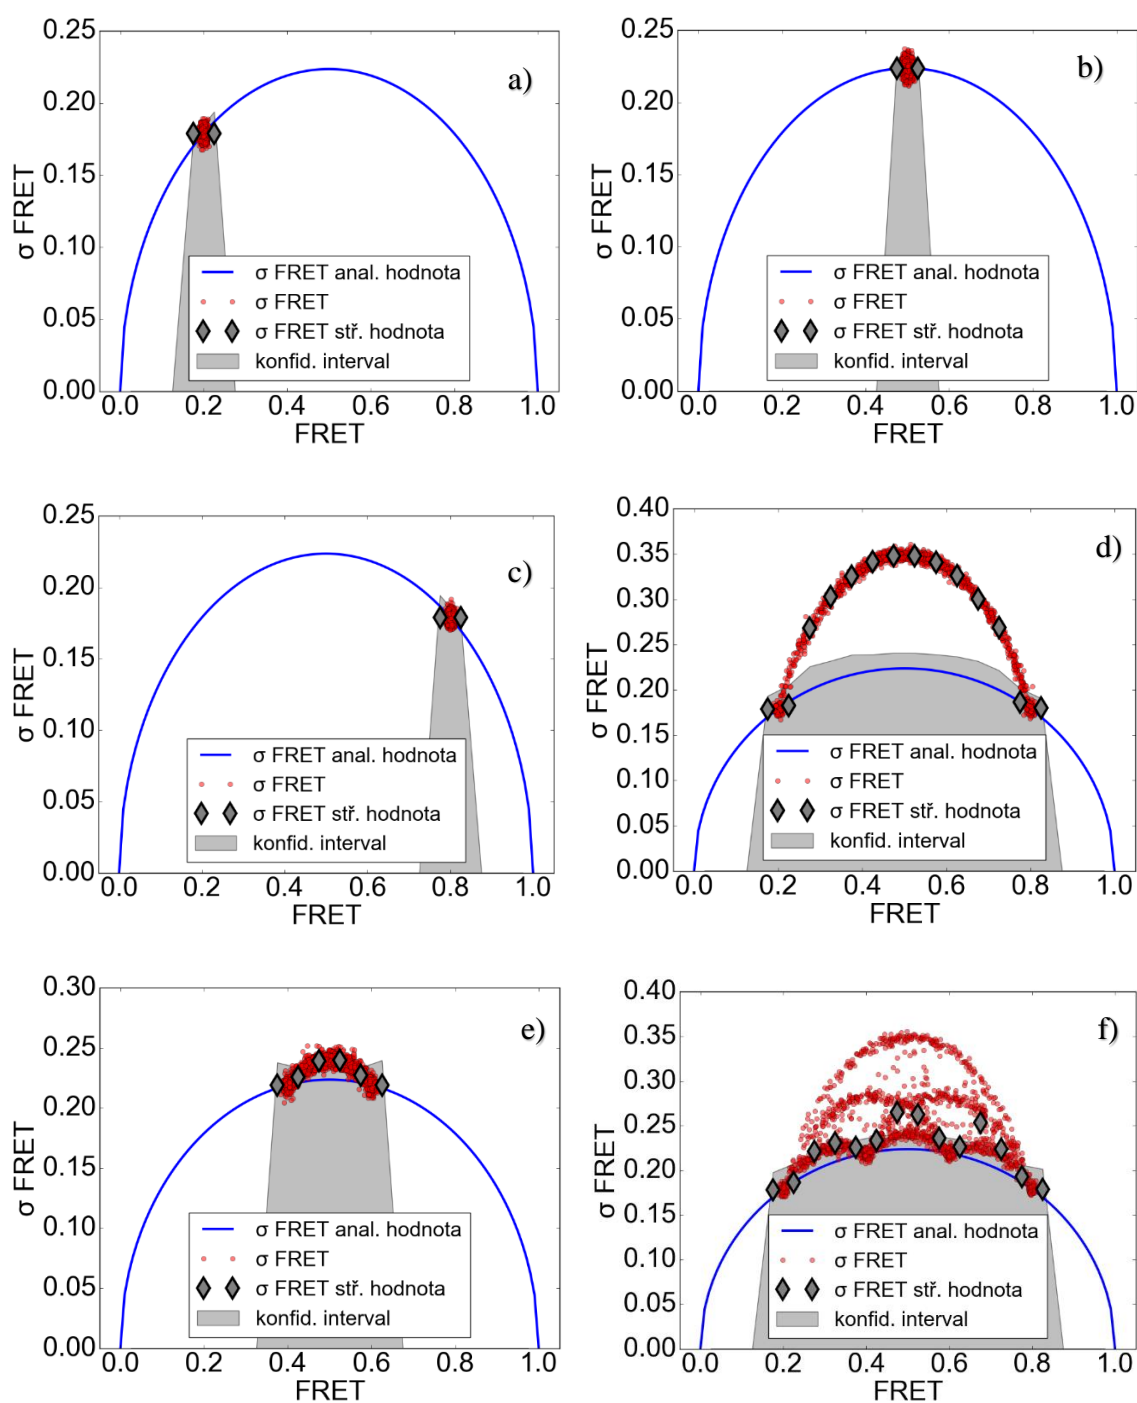 a)
0.25
0.20
0.15
0.10
0.05
0.00
σ FRET
σ FRET anal. hodnota
σ FRET
σ FRET stř. hodnota
konfid. interval
0.0 0.2 0.4 0.6 0.8 1.0
FRET
b)
0.25
0.20
0.15
0.10
0.05
0.00
σ FRET
σ FRET anal. hodnota
σ FRET
σ FRET stř. hodnota
konfid. interval
0.0 0.2 0.4 0.6 0.8 1.0
FRET
c)
0.25
0.20
0.15
0.10
0.05
0.00
σ FRET
σ FRET anal. hodnota
σ FRET
σ FRET stř. hodnota
konfid. interval
0.0 0.2 0.4 0.6 0.8 1.0
FRET
d)
0.40
0.35
0.30
0.25
0.20
0.15
0.10
0.05
0.00
σ FRET
σ FRET anal. hodnota
σ FRET
σ FRET stř. hodnota
konfid. interval
0.0 0.2 0.4 0.6 0.8 1.0
FRET
e)
0.30
0.25
0.20
0.15
0.10
0.05
0.00
σ FRET
σ FRET anal. hodnota
σ FRET
σ FRET stř. hodnota
konfid. interval
0.0 0.2 0.4 0.6 0.8 1.0
FRET
f)
0.40
0.35
0.30
0.25
0.20
0.15
0.10
0.05
0.00
σ FRET
σ FRET anal. hodnota
σ FRET
σ FRET stř. hodnota
konfid. interval
0.0 0.2 0.4 0.6 0.8 1.0
FRET